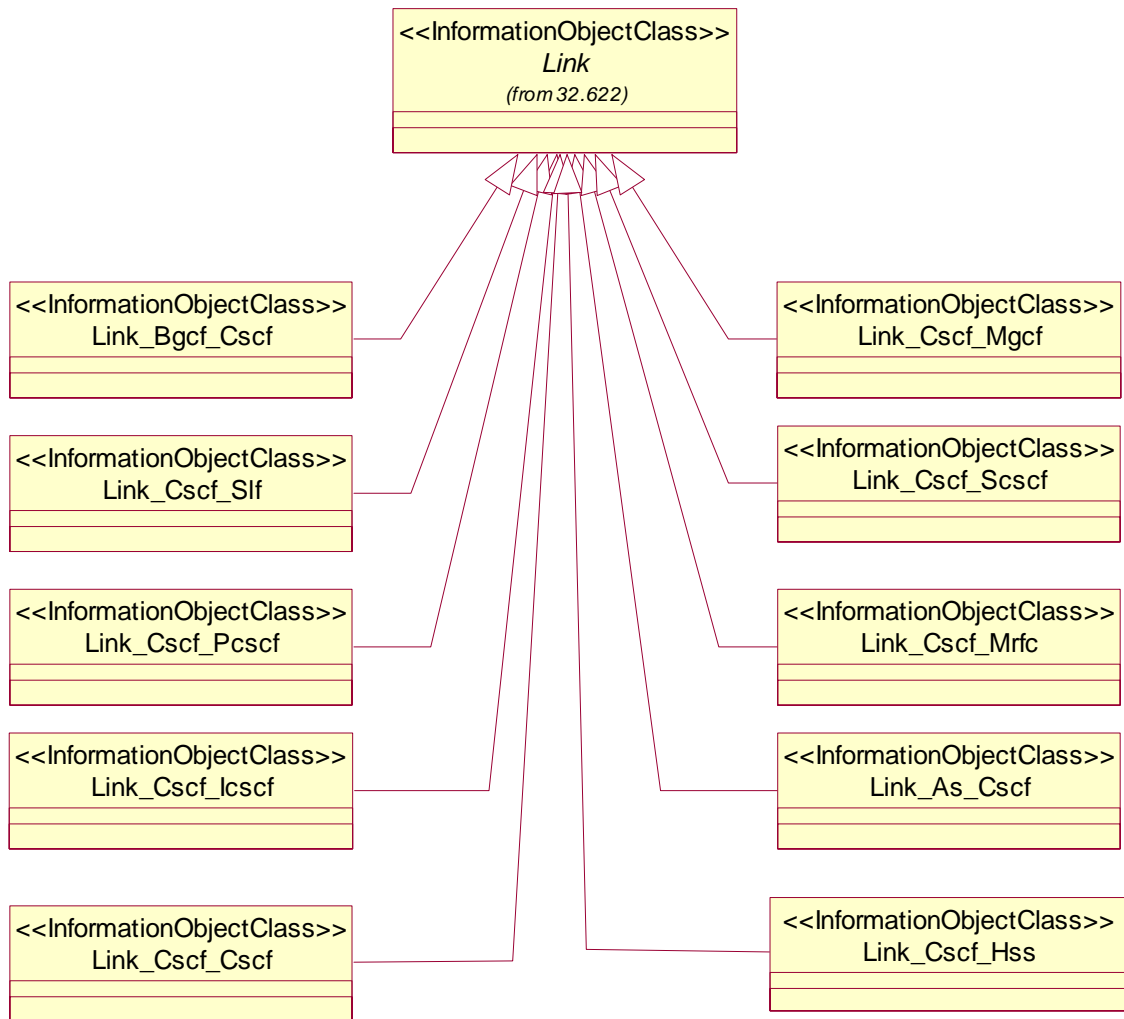 <<InformationObjectClass>>
Link
(from 32.622)
<<InformationObjectClass>>
Link_Bgcf_Cscf
<<InformationObjectClass>>
Link_Cscf_Mgcf
<<InformationObjectClass>>
Link_Cscf_Slf
<<InformationObjectClass>>
Link_Cscf_Scscf
<<InformationObjectClass>>
Link_Cscf_Pcscf
<<InformationObjectClass>>
Link_Cscf_Mrfc
<<InformationObjectClass>>
Link_Cscf_Icscf
<<InformationObjectClass>>
Link_As_Cscf
<<InformationObjectClass>>
Link_Cscf_Cscf
<<InformationObjectClass>>
Link_Cscf_Hss